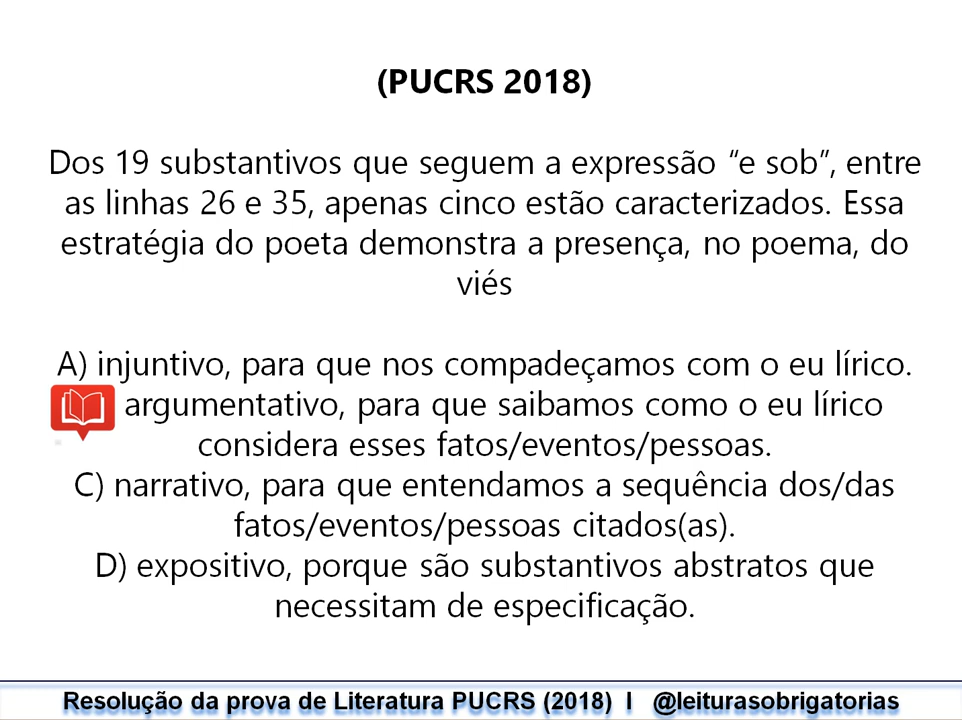 (PUCRS 2018)
Dos 19 substantivos que seguem a expressão “e sob”, entre
as linhas 26 e 35, apenas cinco estão caracterizados. Essa
estratégia do poeta demonstra a presença, no poema, do
viés
A) injuntivo, para que nos compadeçamos com o eu lírico.
argumentativo, para que saibamos como o eu lírico
considera esses fatos/eventos/pessoas.
C) narrativo, para que entendamos a sequência dos/das
fatos/eventos/pessoas citados(as).
D) expositivo, porque são substantivos abstratos que
necessitam de especificação.
Resolução da prova de Literatura PUCRS (2018) I @leiturasobrigatorias